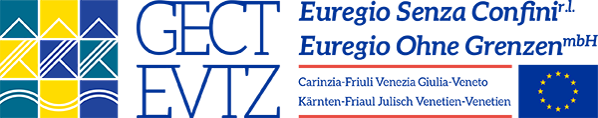 GECT
EVTZ
Euregio Senza Confini r.l.
Euregio Ohne Grenzen mbH
Carinzia-Friuli Venezia Giulia-Veneto
Kärnten-Friaul Julisch Venetien-Venetien